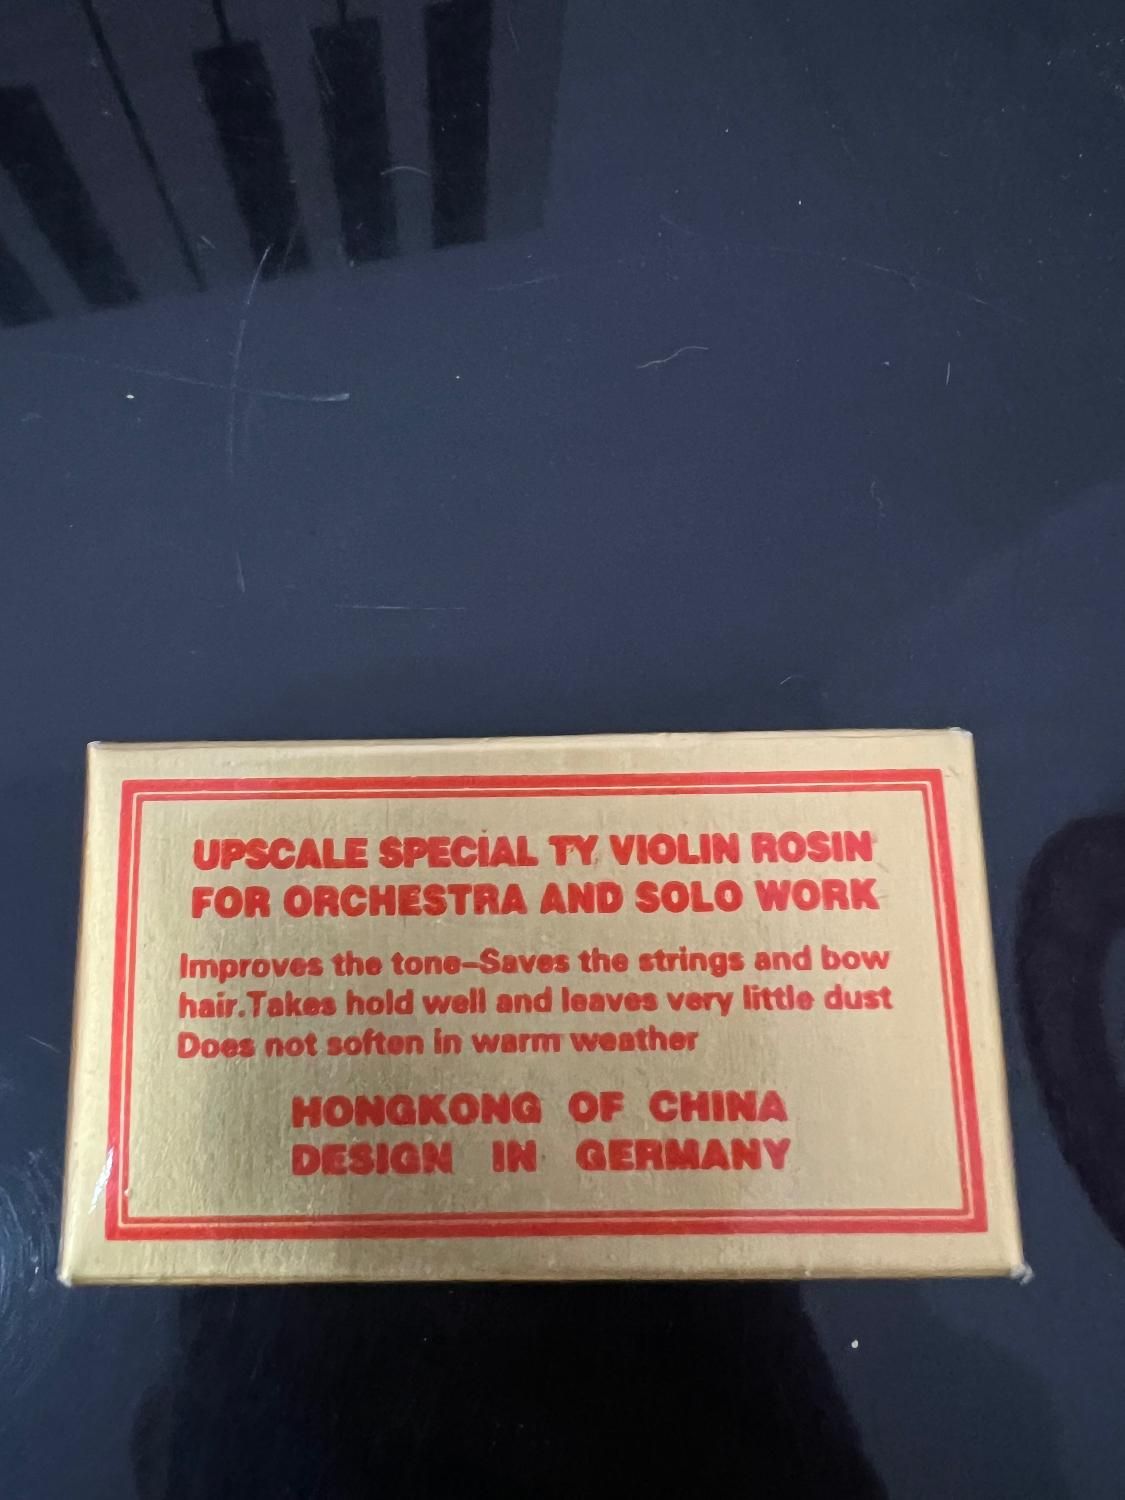 UPSCALE SPECIAL TY VIOLIN ROSIN
FOR ORCHESTRA AND SOLO WORK
Improves the tone–Saves the strings and bow
hair.Takes hold well and leaves very little dust
Does not soften in warm weather
HONGKONG OF CHINA
DESIGN IN GERMANY